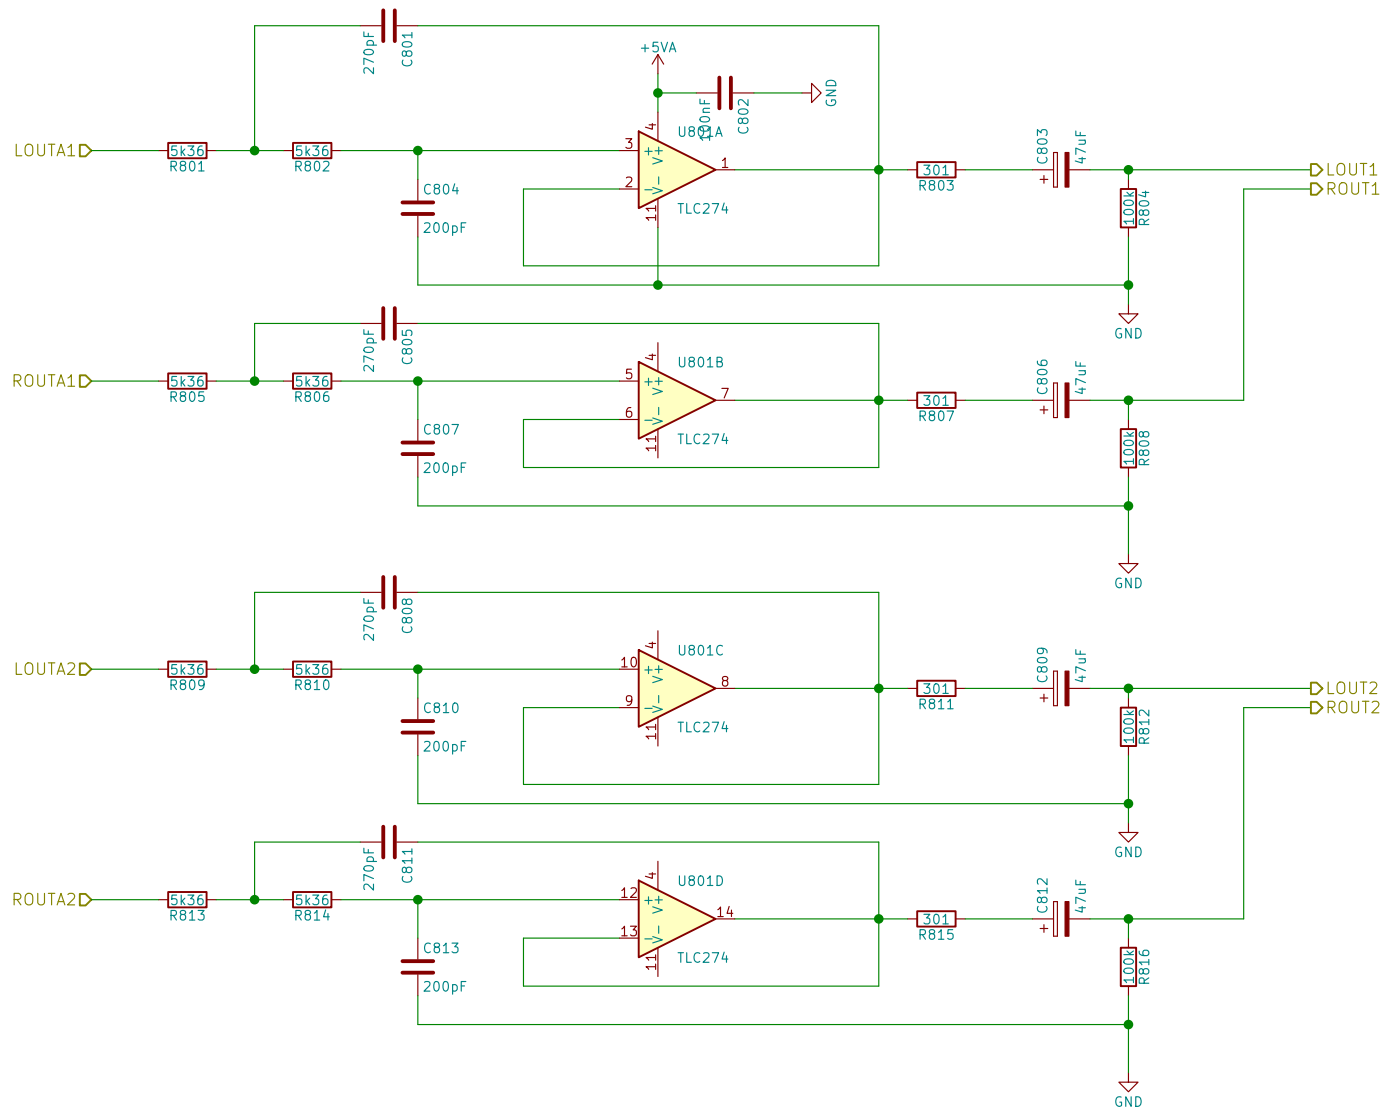 270pF
C801
+5VA
100nF
C802
GND
LOUTA1
5k36
R801
5k36
R802
C804
200pF
U801A
4
3
2
11
1
+
V+
-
V-
TLC274
301
R803
C803
47uF
+
100k
R804
LOUT1
ROUT1
GND
270pF
C805
ROUTA1
5k36
R805
5k36
R806
C807
200pF
U801B
4
5
6
11
7
+
V+
-
V-
TLC274
301
R807
C806
47uF
+
100k
R808
GND
270pF
C808
LOUTA2
5k36
R809
5k36
R810
C810
200pF
U801C
4
10
9
11
8
+
V+
-
V-
TLC274
301
R811
C809
47uF
+
100k
R812
LOUT2
ROUT2
GND
270pF
C811
ROUTA2
5k36
R813
5k36
R814
C813
200pF
U801D
4
12
13
11
14
+
V+
-
V-
TLC274
301
R815
C812
47uF
+
100k
R816
GND